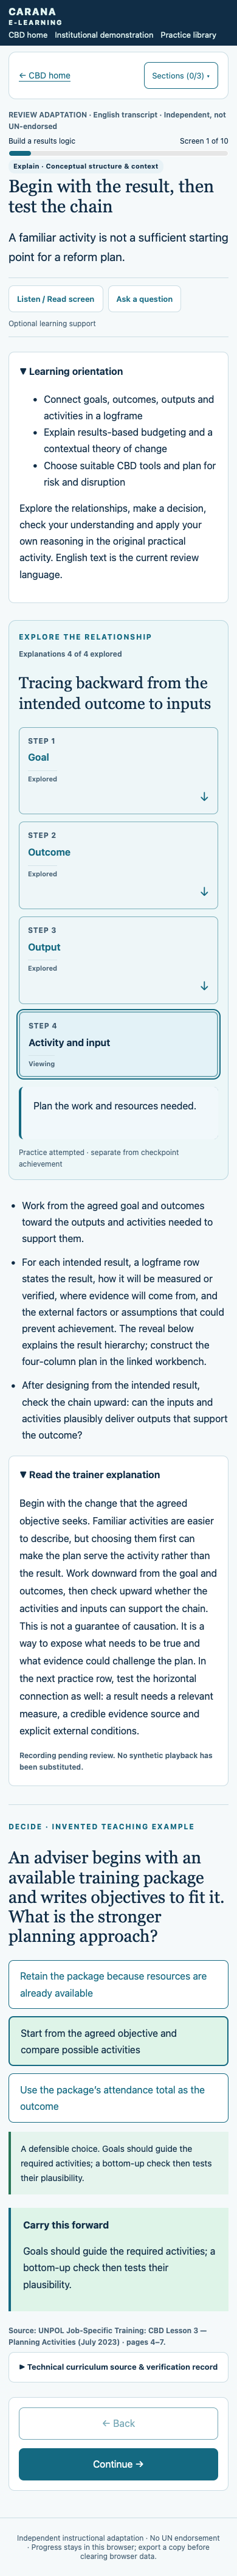 CARANA
E-LEARNING
CBD home Institutional demonstration Practice library
← CBD home
Sections (0/3) ▾
REVIEW ADAPTATION · English transcript · Independent, not
UN-endorsed
Build a results logic Screen 1 of 10
Explain · Conceptual structure & context
Begin with the result, then
test the chain
A familiar activity is not a sufficient starting
point for a reform plan.
Listen / Read screen
Ask a question
Optional learning support
▼ Learning orientation
• Connect goals, outcomes, outputs and
activities in a logframe
• Explain results-based budgeting and a
contextual theory of change
• Choose suitable CBD tools and plan for
risk and disruption
Explore the relationships, make a decision,
check your understanding and apply your
own reasoning in the original practical
activity. English text is the current review
language.
EXPLORE THE RELATIONSHIP
Explanations 4 of 4 explored
Tracing backward from the
intended outcome to inputs
STEP 1
Goal
Explored
↓
STEP 2
Outcome
Explored
↓
STEP 3
Output
Explored
↓
STEP 4
Activity and input
Viewing
Plan the work and resources needed.
Practice attempted · separate from checkpoint
achievement
• Work from the agreed goal and outcomes
toward the outputs and activities needed to
support them.
• For each intended result, a logframe row
states the result, how it will be measured or
verified, where evidence will come from, and
the external factors or assumptions that could
prevent achievement. The reveal below
explains the result hierarchy; construct the
four-column plan in the linked workbench.
• After designing from the intended result,
check the chain upward: can the inputs and
activities plausibly deliver outputs that support
the outcome?
▼ Read the trainer explanation
Begin with the change that the agreed
objective seeks. Familiar activities are easier
to describe, but choosing them first can
make the plan serve the activity rather than
the result. Work downward from the goal and
outcomes, then check upward whether the
activities and inputs can support the chain.
This is not a guarantee of causation. It is a
way to expose what needs to be true and
what evidence could challenge the plan. In
the next practice row, test the horizontal
connection as well: a result needs a relevant
measure, a credible evidence source and
explicit external conditions.
Recording pending review. No synthetic playback has
been substituted.
DECIDE · INVENTED TEACHING EXAMPLE
An adviser begins with an
available training package
and writes objectives to fit it.
What is the stronger
planning approach?
Retain the package because resources are
already available
Start from the agreed objective and
compare possible activities
Use the package's attendance total as the
outcome
A defensible choice. Goals should guide the
required activities; a bottom-up check then tests
their plausibility.
Carry this forward
Goals should guide the required activities; a
bottom-up check then tests their
plausibility.
Source: UNPOL Job-Specific Training: CBD Lesson 3 —
Planning Activities (July 2023) · pages 4–7.
► Technical curriculum source & verification record
← Back
Continue →
Independent instructional adaptation · No UN endorsement
· Progress stays in this browser; export a copy before
clearing browser data.